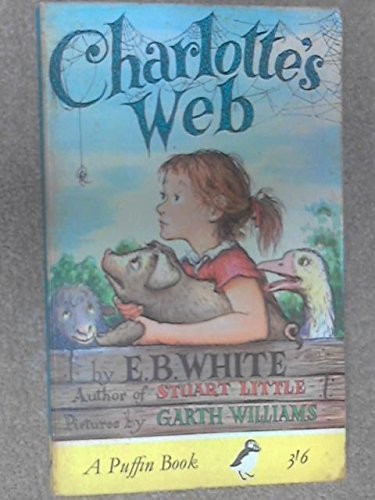 Charlotte's
Web
by E.B. WHITE
Author of STUART LITTLE
Pictures by GARTH WILLIAMS
A Puffin Book 3'6